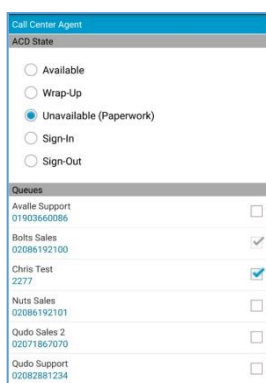 Call Center Agent
ACD State
Available
Wrap-Up
Unavailable (Paperwork)
Sign-In
Sign-Out
Queues
Avalle Support
01903660086
Bolts Sales
02086192100
Chris Test
2277
Nuts Sales
02086192101
Qudo Sales 2
02071867070
Qudo Support
02082881234